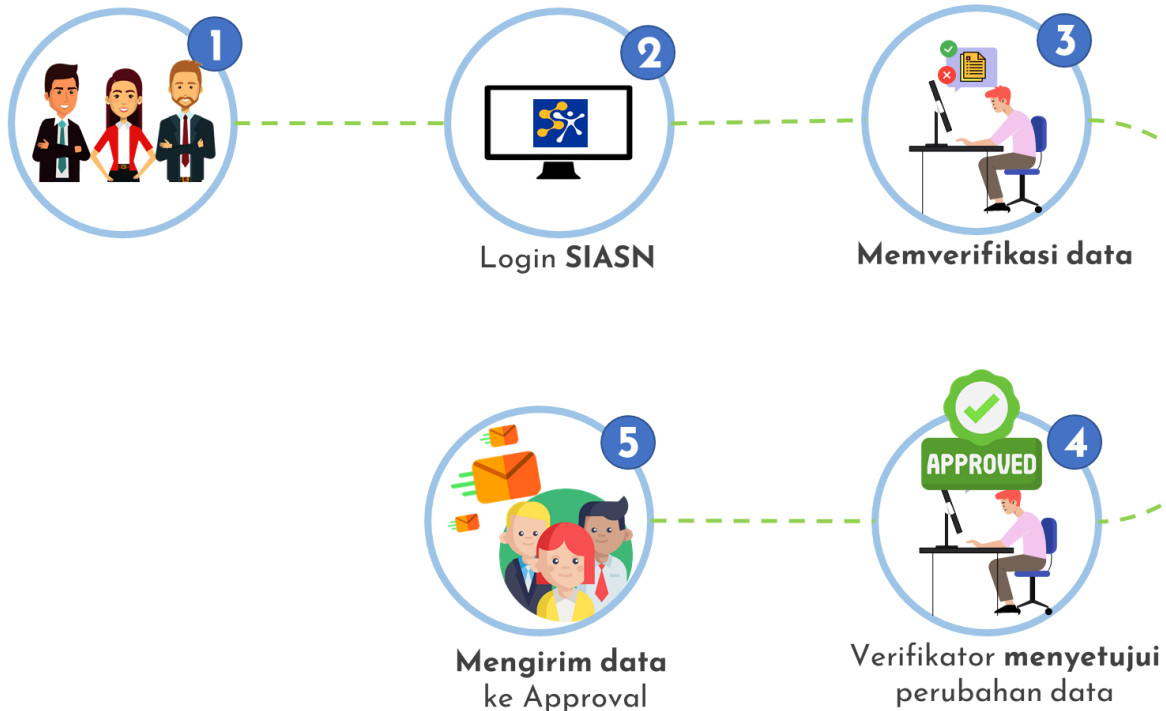 1
2
3
Login SIASN
Memverifikasi data
5
4
APPROVED
Mengirim data
ke Approval
Verifikator menyetujui
perubahan data